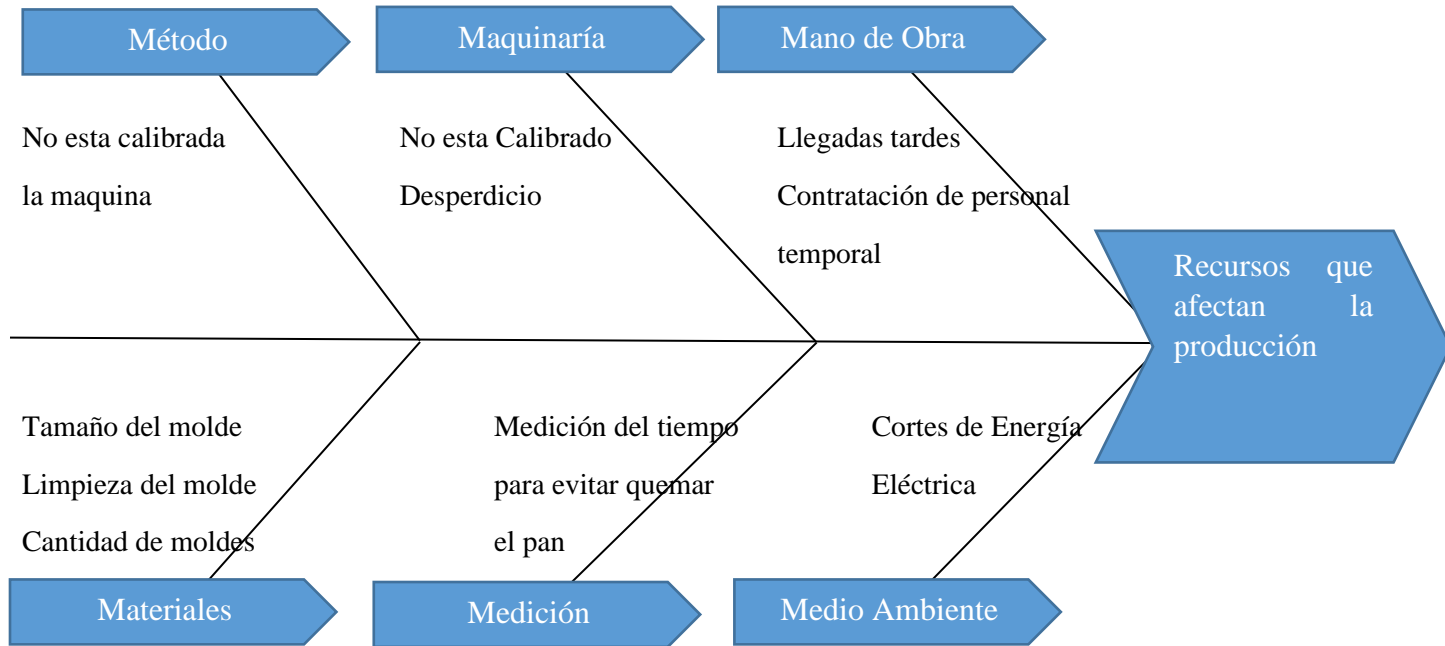 Método
Maquinaría
Mano de Obra
No esta calibrada
la maquina
No esta Calibrado
Desperdicio
Llegadas tardes
Contratación de personal
temporal
Recursos que
afectan la
producción
Tamaño del molde
Limpieza del molde
Cantidad de moldes
Medición del tiempo
para evitar quemar
el pan
Cortes de Energía
Eléctrica
Materiales
Medición
Medio Ambiente